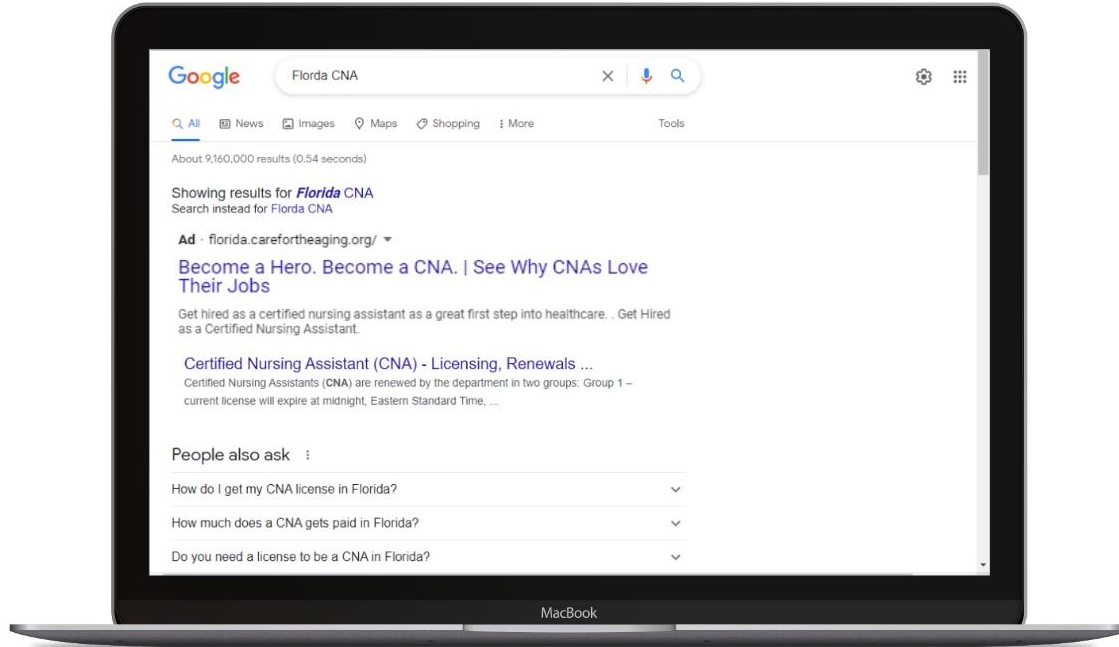 Google
Florda CNA
All News Images Maps Shopping More Tools
About 9,160,000 results (0.54 seconds)
Showing results for Florida CNA
Search instead for Florda CNA
Ad · florida.carefortheaging.org/
Become a Hero. Become a CNA. | See Why CNAs Love
Their Jobs
Get hired as a certified nursing assistant as a great first step into healthcare. . Get Hired
as a Certified Nursing Assistant.
Certified Nursing Assistant (CNA) - Licensing, Renewals ...
Certified Nursing Assistants (CNA) are renewed by the department in two groups: Group 1 –
current license will expire at midnight, Eastern Standard Time, ...
People also ask
How do I get my CNA license in Florida?
How much does a CNA gets paid in Florida?
Do you need a license to be a CNA in Florida?
MacBook